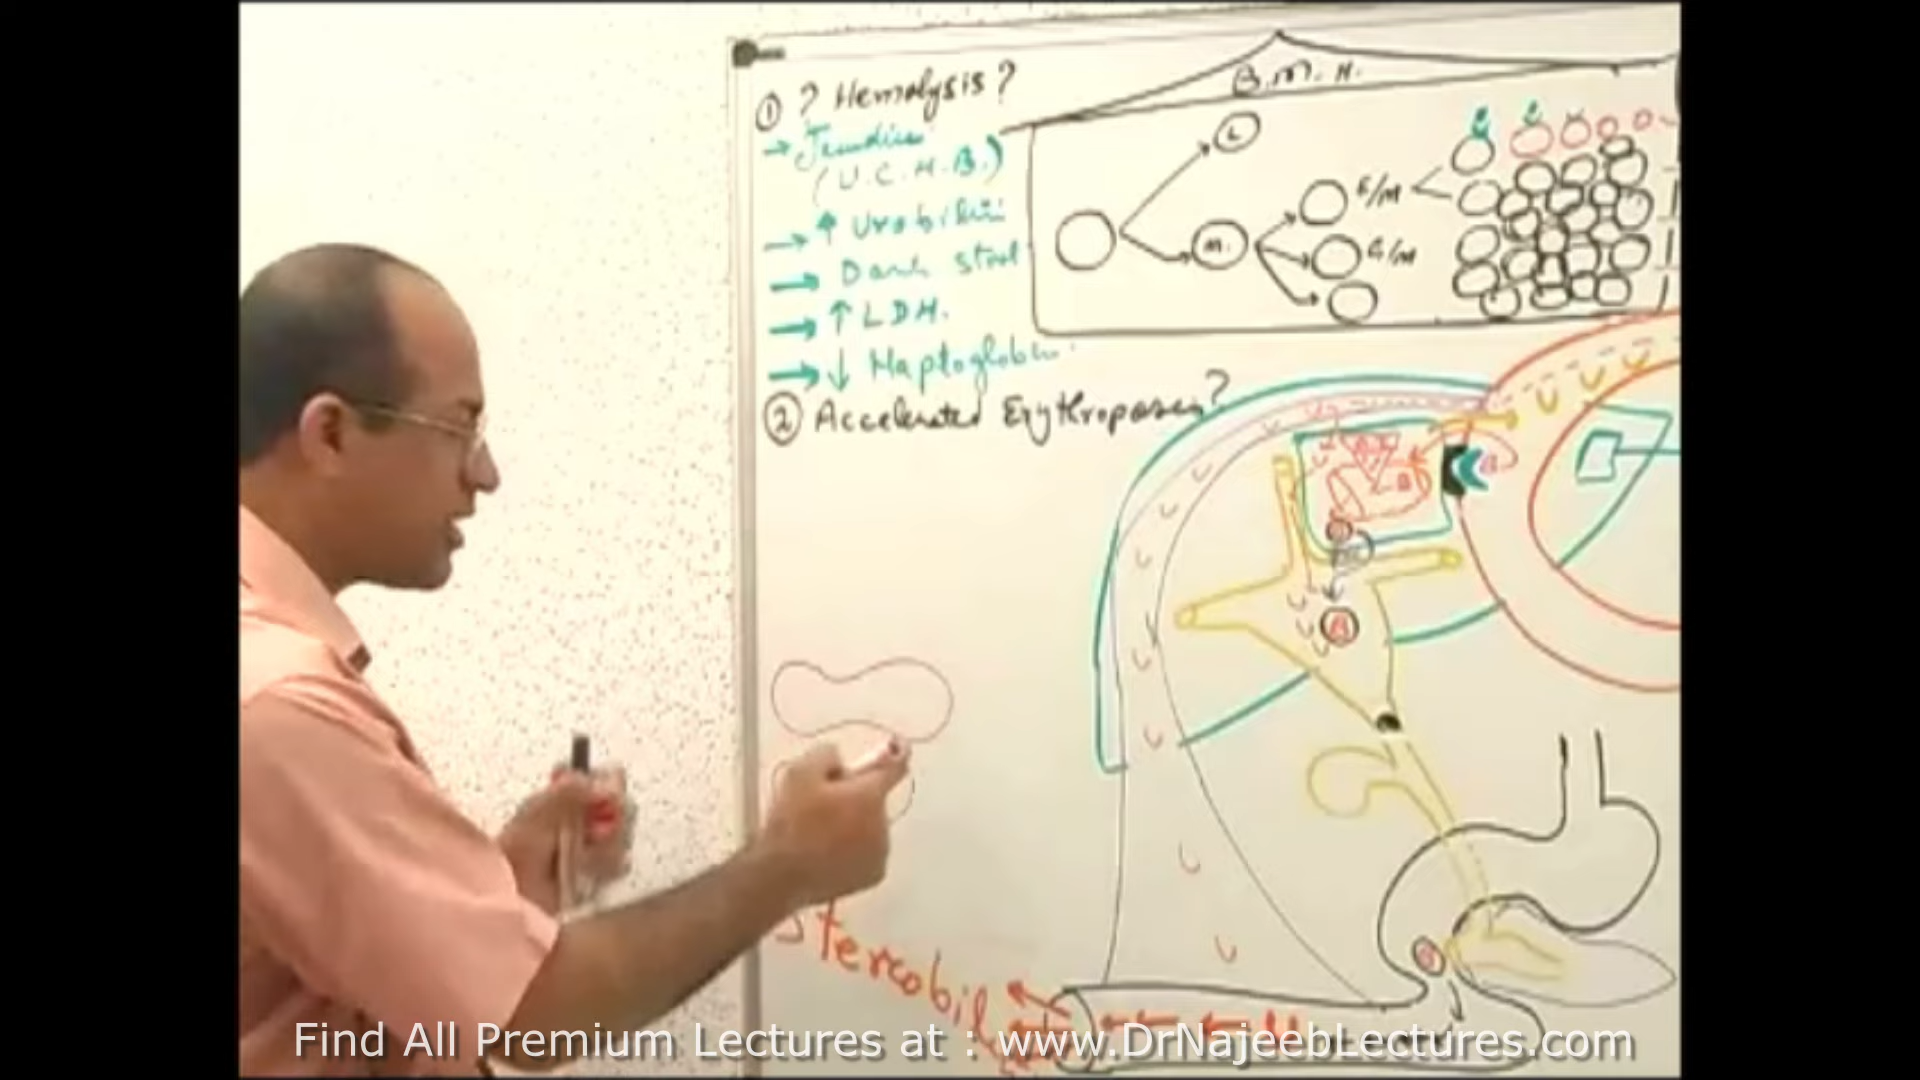 ① ? Hemolysis ?
→ Jaundice
(U.C.H.B.)
→ ↑ Urobilin
→ Dark stool
→ ↑ LDH.
→ ↓ Haptoglobin
② Accelerated Erythropoesis?
B.M.H.
L
M.
E/M
G/M
B
B
Stercobil
Find All Premium Lectures at : www.DrNajeebLectures.com